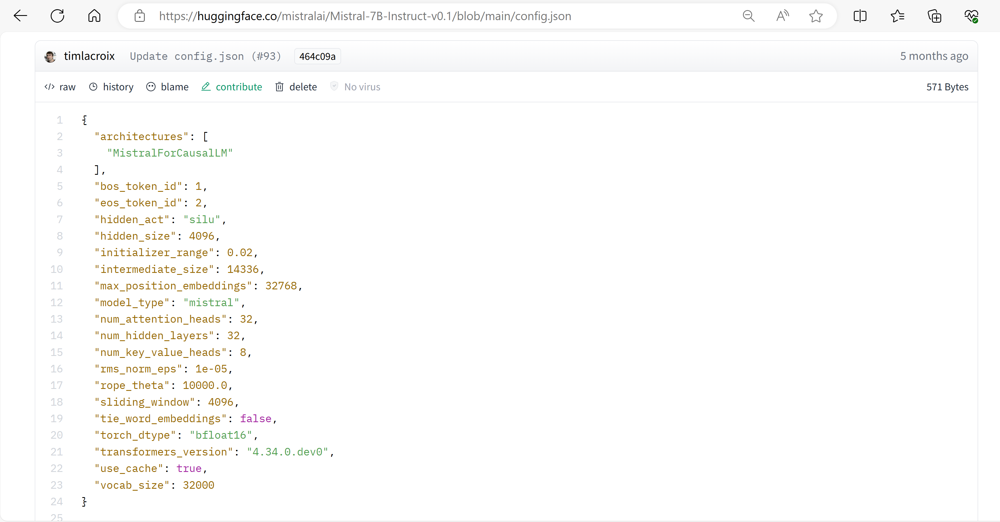 https://huggingface.co/mistralai/Mistral-7B-Instruct-v0.1/blob/main/config.json
timlacroix Update config.json (#93) 464c09a 5 months ago
raw history blame contribute delete No virus 571 Bytes
1 {
2 "architectures": [
3 "MistralForCausalLM"
4 ],
5 "bos_token_id": 1,
6 "eos_token_id": 2,
7 "hidden_act": "silu",
8 "hidden_size": 4096,
9 "initializer_range": 0.02,
10 "intermediate_size": 14336,
11 "max_position_embeddings": 32768,
12 "model_type": "mistral",
13 "num_attention_heads": 32,
14 "num_hidden_layers": 32,
15 "num_key_value_heads": 8,
16 "rms_norm_eps": 1e-05,
17 "rope_theta": 10000.0,
18 "sliding_window": 4096,
19 "tie_word_embeddings": false,
20 "torch_dtype": "bfloat16",
21 "transformers_version": "4.34.0.dev0",
22 "use_cache": true,
23 "vocab_size": 32000
24 }
25